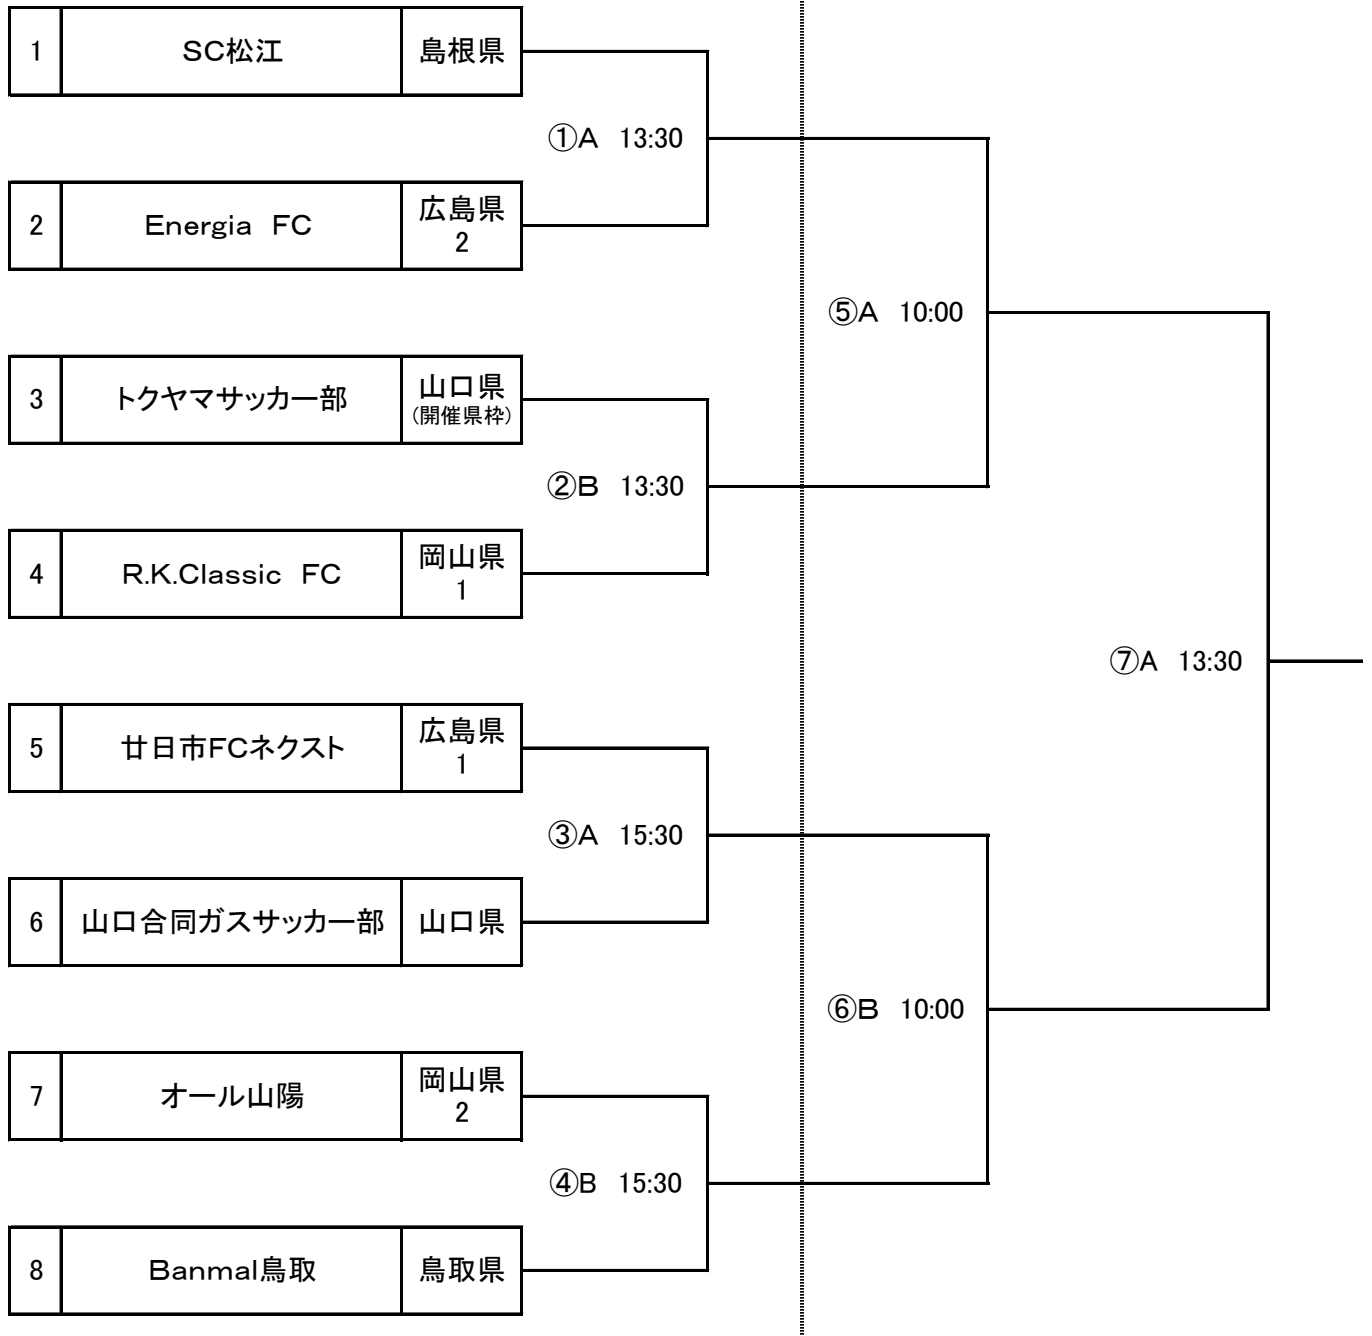 1 SC松江 島根県
①A 13:30
2 Energia FC 広島県
2
⑤A 10:00
3 トクヤマサッカー部 山口県
(開催県枠)
②B 13:30
4 R.K.Classic FC 岡山県
1
⑦A 13:30
5 廿日市FCネクスト 広島県
1
③A 15:30
6 山口合同ガスサッカー部 山口県
⑥B 10:00
7 オール山陽 岡山県
2
④B 15:30
8 Banmal鳥取 鳥取県